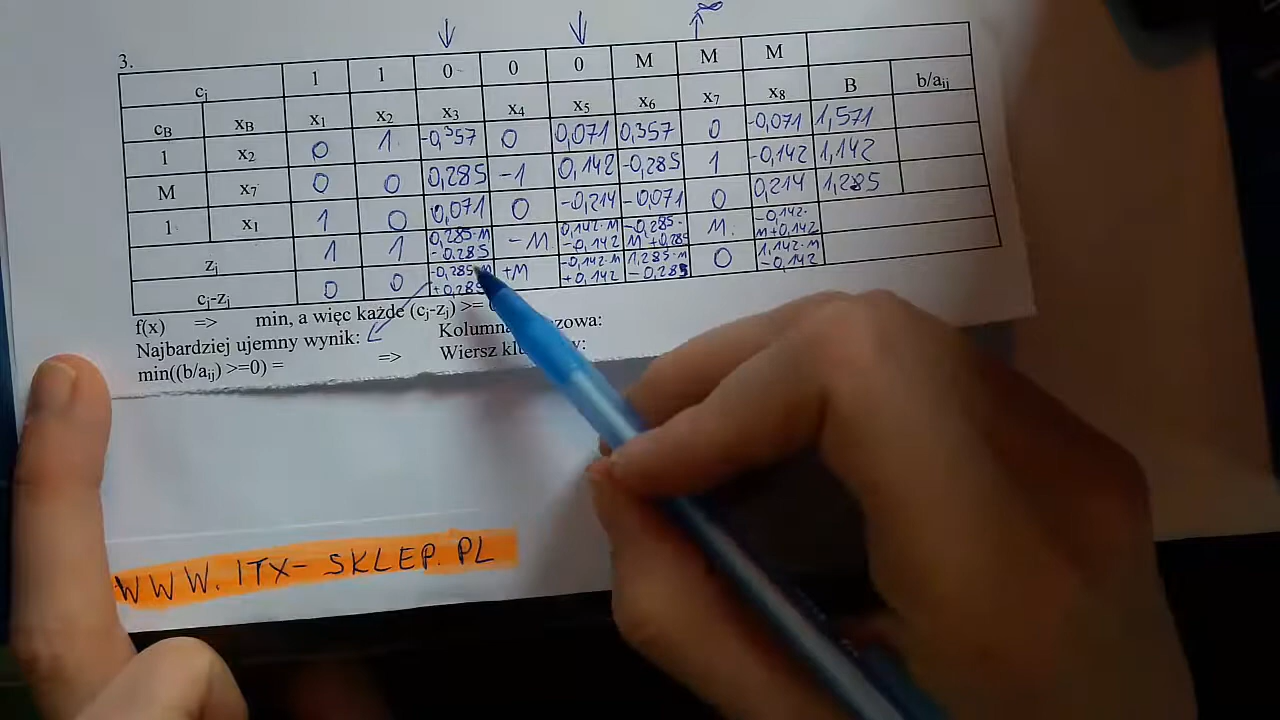 3.
cj 1 1 0 0 0 M M M
cB xB x1 x2 x3 x4 x5 x6 x7 x8 B b/aij
1 x2 0 1 -0,357 0 0,071 0,357 0 -0,071 1,571
M x7 0 0 0,285 -1 0,142 -0,285 1 -0,142 1,142
1 x1 1 0 0,071 0 -0,214 -0,071 0 0,214 1,285
zj 1 1 0,285·M -0,285 -M 0,142·M -0,142 -0,285·M +0,285 M -0,142·M+0,142
cj-zj 0 0 -0,285·M +0,285 +M -0,142·M +0,142 1,285·M -0,285 0 1,142·M -0,142
f(x) => min, a więc każde (cj-zj) >= 0
Najbardziej ujemny wynik: Kolumna
min((b/aij) >=0) = => Wiersz
WWW.ITX-SKLEP.PL